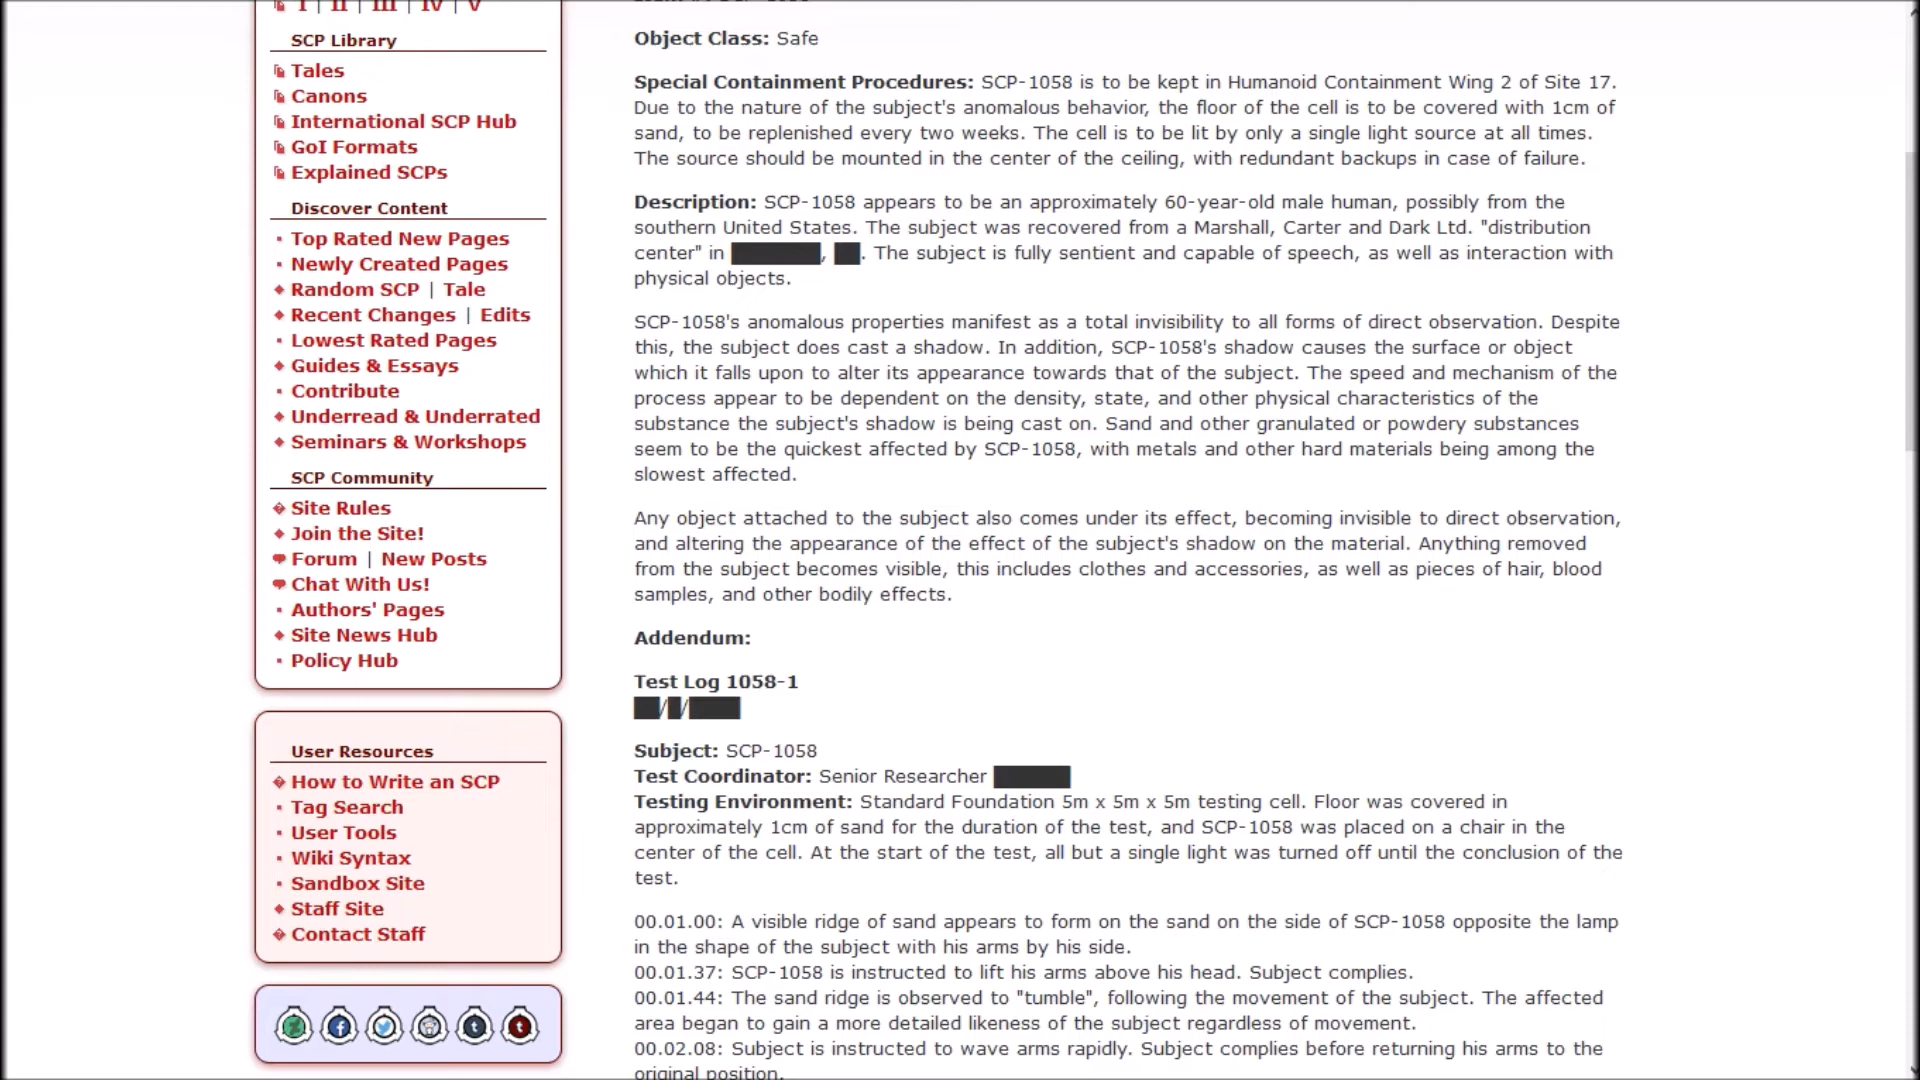 I | II | III | IV | V
SCP Library
Tales
Canons
International SCP Hub
GoI Formats
Explained SCPs
Discover Content
Top Rated New Pages
Newly Created Pages
Random SCP | Tale
Recent Changes | Edits
Lowest Rated Pages
Guides & Essays
Contribute
Underread & Underrated
Seminars & Workshops
SCP Community
Site Rules
Join the Site!
Forum | New Posts
Chat With Us!
Authors' Pages
Site News Hub
Policy Hub
User Resources
How to Write an SCP
Tag Search
User Tools
Wiki Syntax
Sandbox Site
Staff Site
Contact Staff
Object Class: Safe
Special Containment Procedures: SCP-1058 is to be kept in Humanoid Containment Wing 2 of Site 17.
Due to the nature of the subject's anomalous behavior, the floor of the cell is to be covered with 1cm of
sand, to be replenished every two weeks. The cell is to be lit by only a single light source at all times.
The source should be mounted in the center of the ceiling, with redundant backups in case of failure.
Description: SCP-1058 appears to be an approximately 60-year-old male human, possibly from the
southern United States. The subject was recovered from a Marshall, Carter and Dark Ltd. "distribution
center" in ███████, ██. The subject is fully sentient and capable of speech, as well as interaction with
physical objects.
SCP-1058's anomalous properties manifest as a total invisibility to all forms of direct observation. Despite
this, the subject does cast a shadow. In addition, SCP-1058's shadow causes the surface or object
which it falls upon to alter its appearance towards that of the subject. The speed and mechanism of the
process appear to be dependent on the density, state, and other physical characteristics of the
substance the subject's shadow is being cast on. Sand and other granulated or powdery substances
seem to be the quickest affected by SCP-1058, with metals and other hard materials being among the
slowest affected.
Any object attached to the subject also comes under its effect, becoming invisible to direct observation,
and altering the appearance of the effect of the subject's shadow on the material. Anything removed
from the subject becomes visible, this includes clothes and accessories, as well as pieces of hair, blood
samples, and other bodily effects.
Addendum:
Test Log 1058-1
██/█/████
Subject: SCP-1058
Test Coordinator: Senior Researcher ██████
Testing Environment: Standard Foundation 5m x 5m x 5m testing cell. Floor was covered in
approximately 1cm of sand for the duration of the test, and SCP-1058 was placed on a chair in the
center of the cell. At the start of the test, all but a single light was turned off until the conclusion of the
test.
00.01.00: A visible ridge of sand appears to form on the sand on the side of SCP-1058 opposite the lamp
in the shape of the subject with his arms by his side.
00.01.37: SCP-1058 is instructed to lift his arms above his head. Subject complies.
00.01.44: The sand ridge is observed to "tumble", following the movement of the subject. The affected
area began to gain a more detailed likeness of the subject regardless of movement.
00.02.08: Subject is instructed to wave arms rapidly. Subject complies before returning his arms to the
original position.